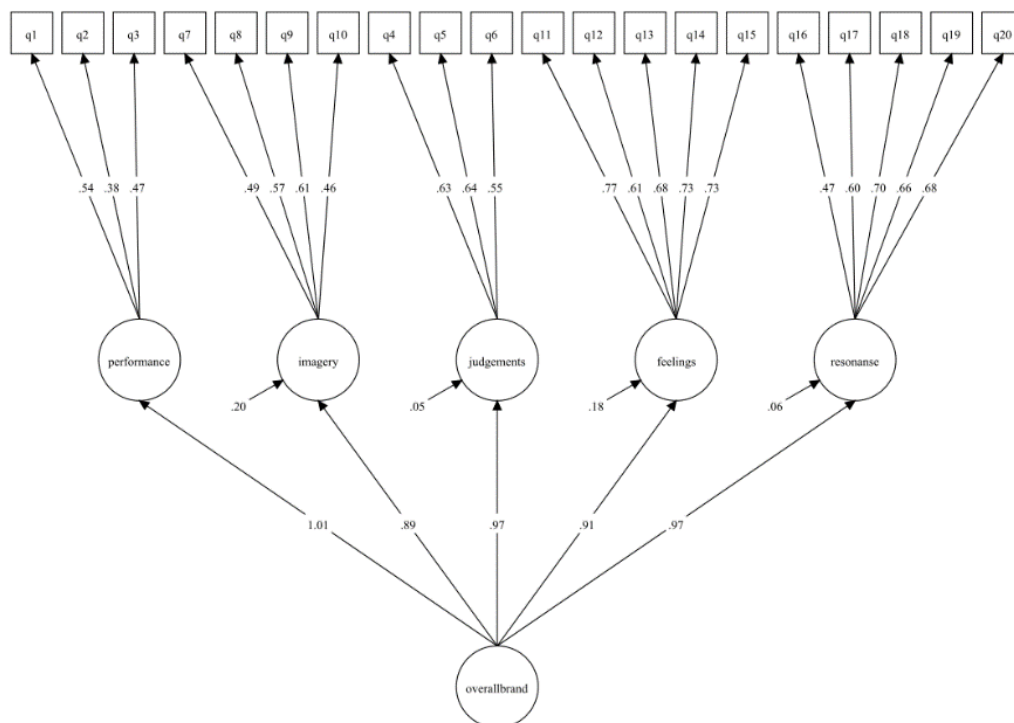 q1 q2 q3 q7 q8 q9 q10 q4 q5 q6 q11 q12 q13 q14 q15 q16 q17 q18 q19 q20
.54 .38 .47 .49 .57 .61 .46 .63 .64 .55 .77 .61 .68 .73 .73 .47 .60 .70 .66 .68
performance imagery judgements feelings resonanse
.20 .05 .18 .06
1.01 .89 .97 .91 .97
overallbrand